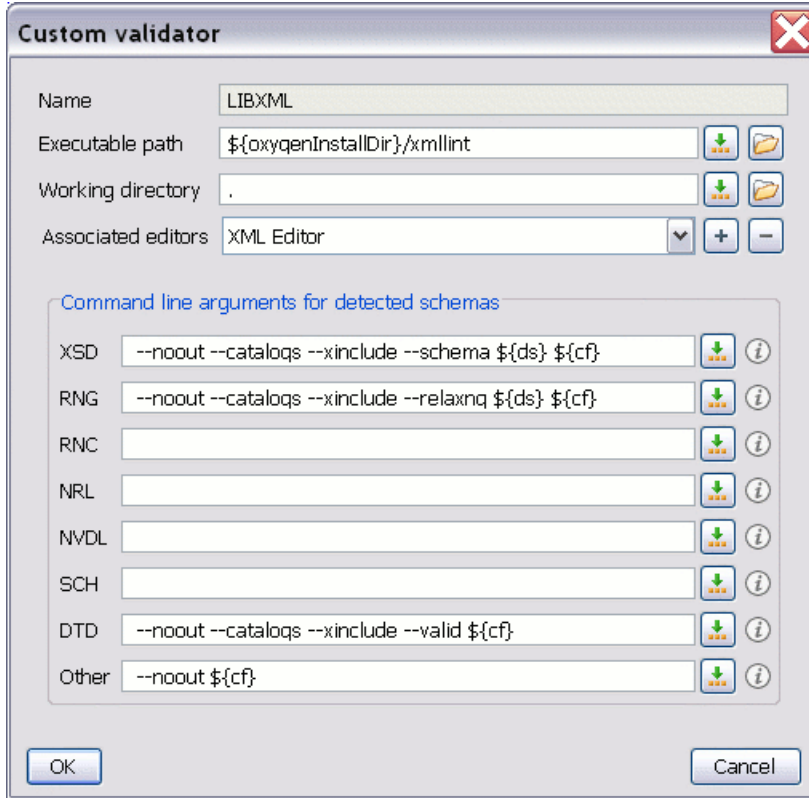 Custom validator
Name LIBXML
Executable path ${oxygenInstallDir}/xmllint
Working directory .
Associated editors XML Editor
Command line arguments for detected schemas
XSD --noout --catalogs --xinclude --schema ${ds} ${cf}
RNG --noout --catalogs --xinclude --relaxng ${ds} ${cf}
RNC
NRL
NVDL
SCH
DTD --noout --catalogs --xinclude --valid ${cf}
Other --noout ${cf}
OK Cancel